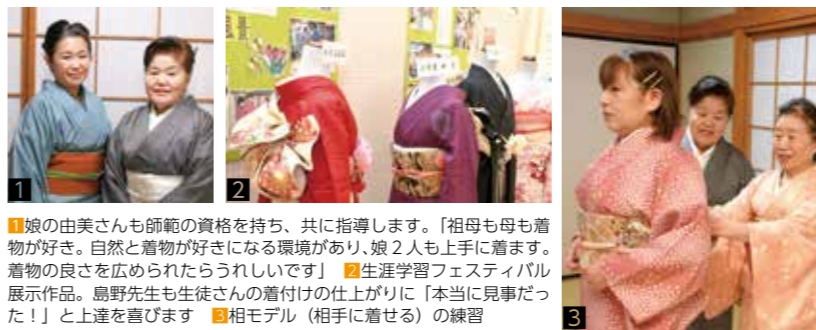 1
2
3
1娘の由美さんも師範の資格を持ち、共に指導します。「祖母も母も着
物が好き。自然と着物が好きになる環境があり、娘2人も上手に着ます。
着物の良さを広められたらうれしいです」 2生涯学習フェスティバル
展示作品。島野先生も生徒さんの着付けの仕上がりに「本当に見事だっ
た!」と上達を喜びます 3相モデル(相手に着せる)の練習